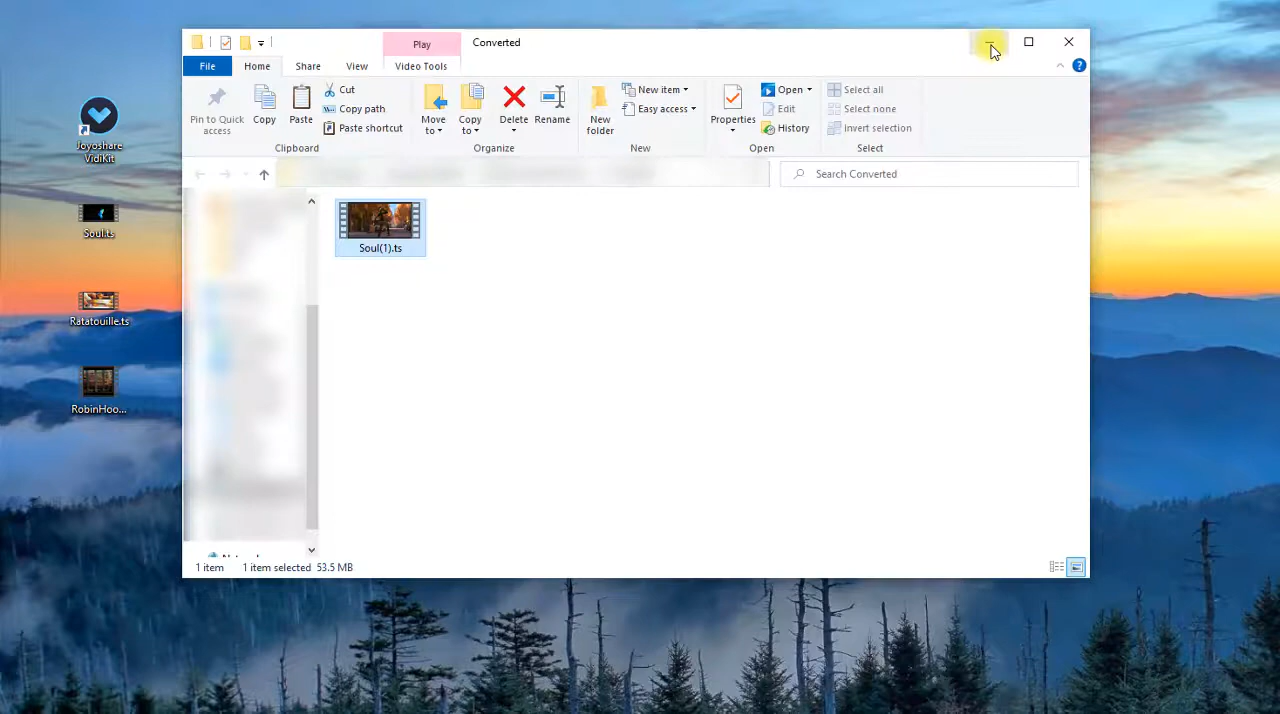 Play
Converted
File
Home
Share
View
Video Tools
Pin to Quick
access
Copy
Paste
Cut
Copy path
Paste shortcut
Clipboard
Move
to
Copy
to
Delete
Rename
Organize
New
folder
New item
Easy access
New
Properties
Open
Edit
History
Open
Select all
Select none
Invert selection
Select
Search Converted
Joyoshare
VidiKit
Soul.ts
Ratatouille.ts
RobinHoo...
Soul(1).ts
1 item
1 item selected 53.5 MB